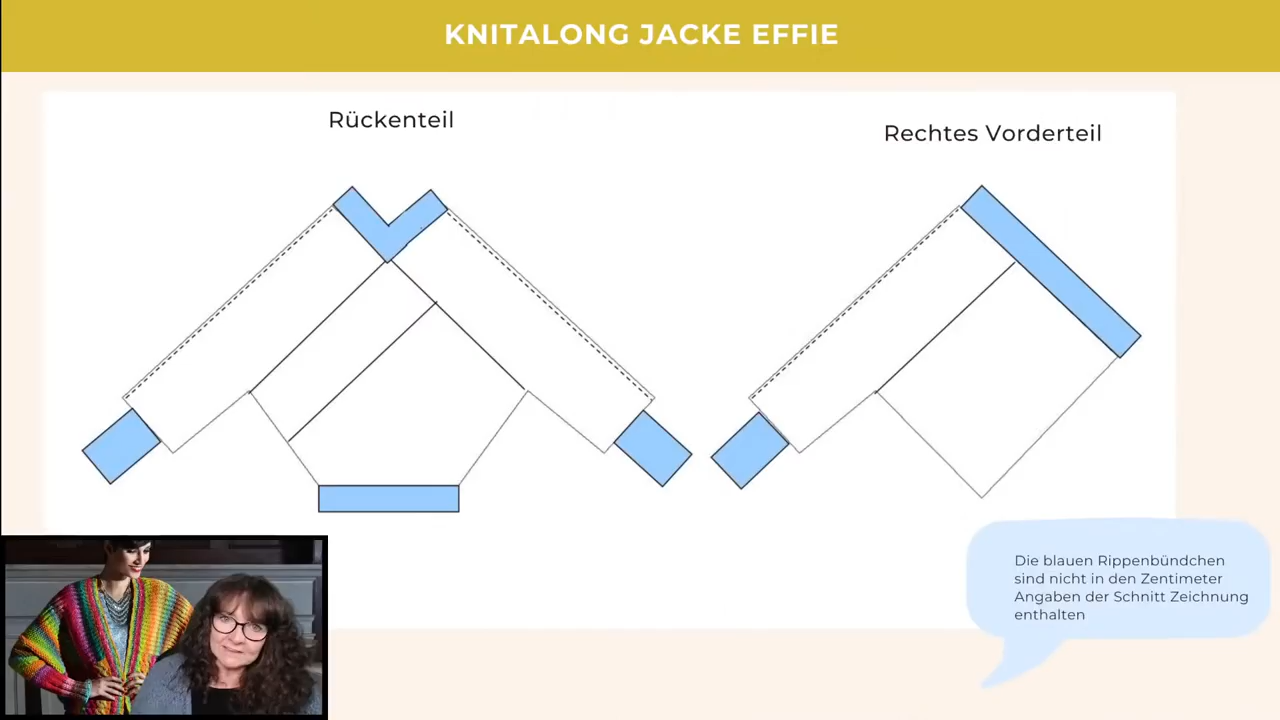 KNITALONG JACKE EFFIE
Rückenteil
Rechtes Vorderteil
Die blauen Rippenbündchen
sind nicht in den Zentimeter
Angaben der Schnitt Zeichnung
enthalten